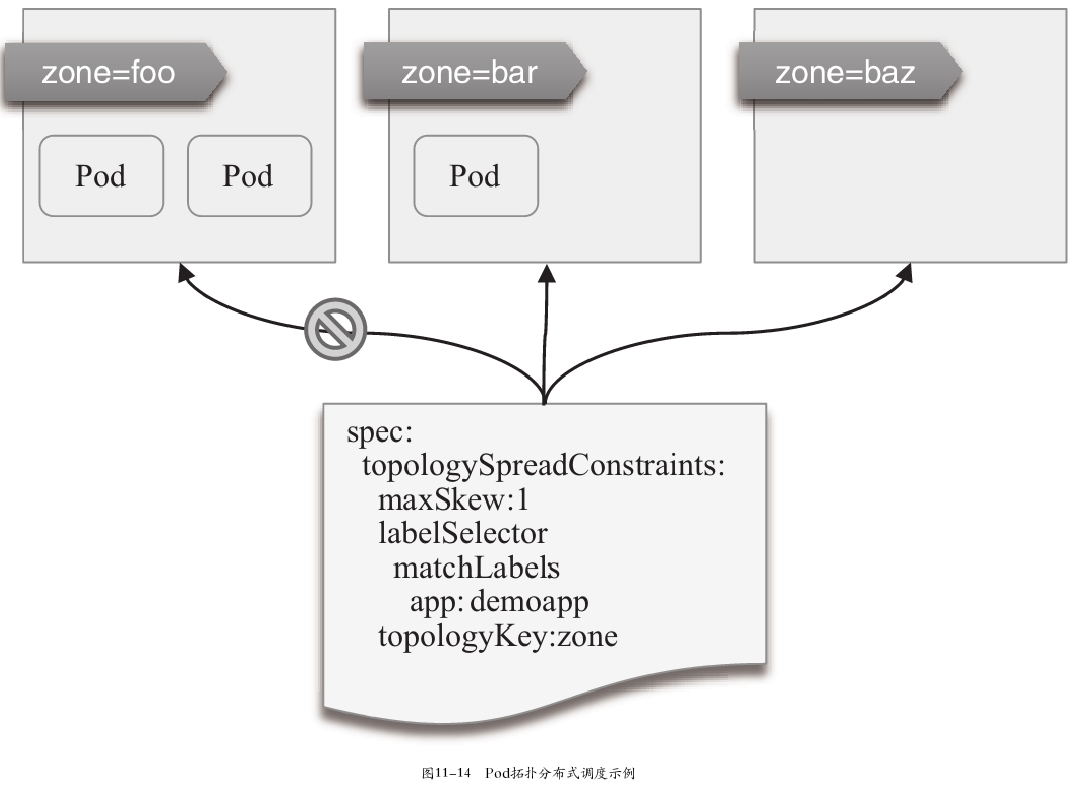 zone=foo
zone=bar
zone=baz
Pod
Pod
Pod
spec:
topologySpreadConstraints:
maxSkew:1
labelSelector
matchLabels
app: demoapp
topologyKey:zone
图11-14 Pod拓扑分布式调度示例